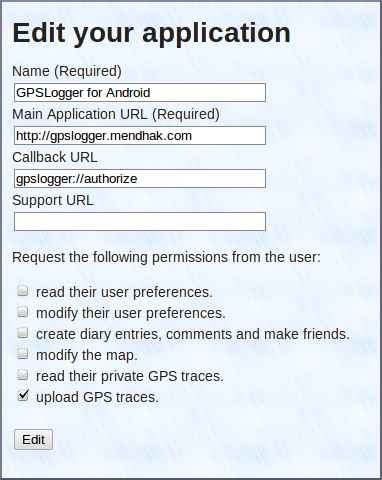 Edit your application
Name (Required)
GPSLogger for Android
Main Application URL (Required)
http://gpslogger.mendhak.com
Callback URL
gpslogger://authorize
Support URL
Request the following permissions from the user:
read their user preferences.
modify their user preferences.
create diary entries, comments and make friends.
modify the map.
read their private GPS traces.
upload GPS traces.
Edit